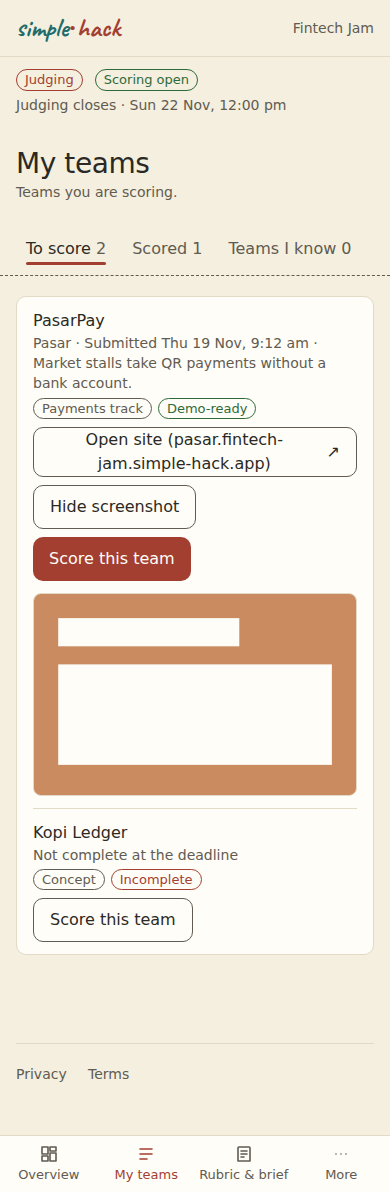 simple·hack
Fintech Jam
Judging
Scoring open
Judging closes · Sun 22 Nov, 12:00 pm
My teams
Teams you are scoring.
To score 2
Scored 1
Teams I know 0
PasarPay
Pasar · Submitted Thu 19 Nov, 9:12 am ·
Market stalls take QR payments without a
bank account.
Payments track
Demo-ready
Open site (pasar.fintech-
jam.simple-hack.app) ↗
Hide screenshot
Score this team
Kopi Ledger
Not complete at the deadline
Concept
Incomplete
Score this team
Privacy
Terms
Overview
My teams
Rubric & brief
More